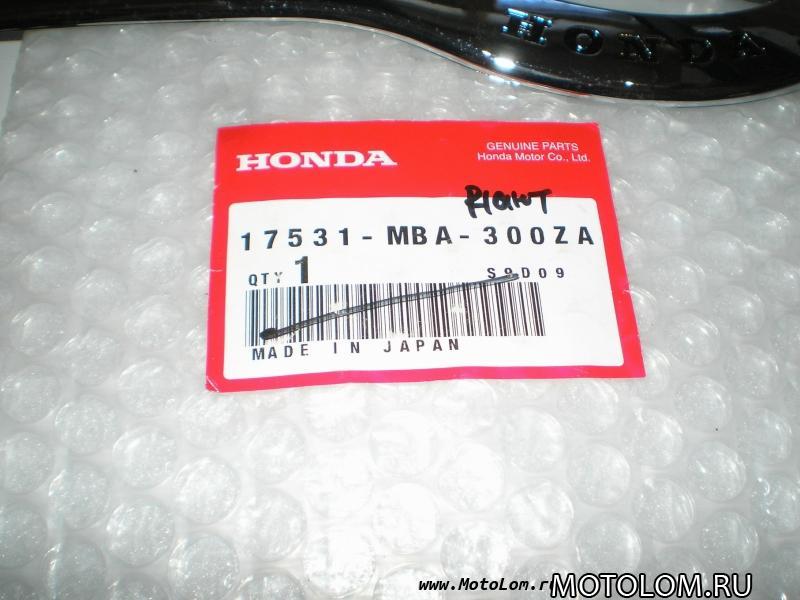 HONDA
HONDA
GENUINE PARTS
Honda Motor Co., Ltd.
RIGHT
17531-MBA-300ZA
QTY 1 S9D09
MADE IN JAPAN
www.MotoLom.ru
MOTOLOM.RU